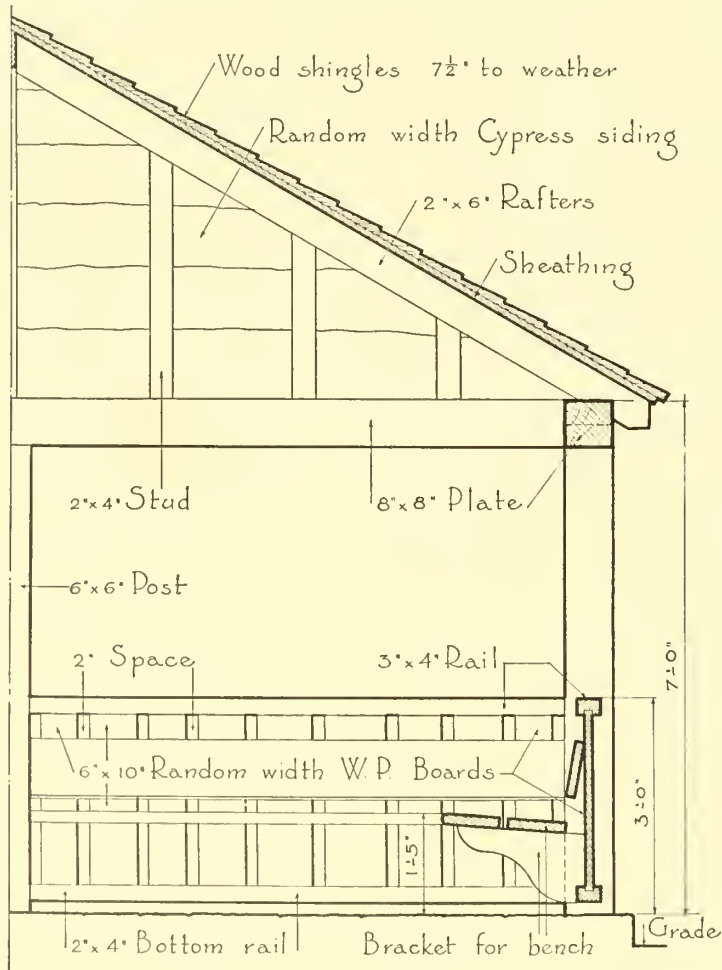 Wood shingles 7½" to weather
Random width Cypress siding
2"x 6" Rafters
Sheathing
2"x 4" Stud
8"x 8" Plate
6"x 6" Post
2" Space
3"x 4" Rail
7'-0"
6"x 10" Random width W. P. Boards
3'-0"
1'-5"
2"x 4" Bottom rail
Bracket for bench
Grade